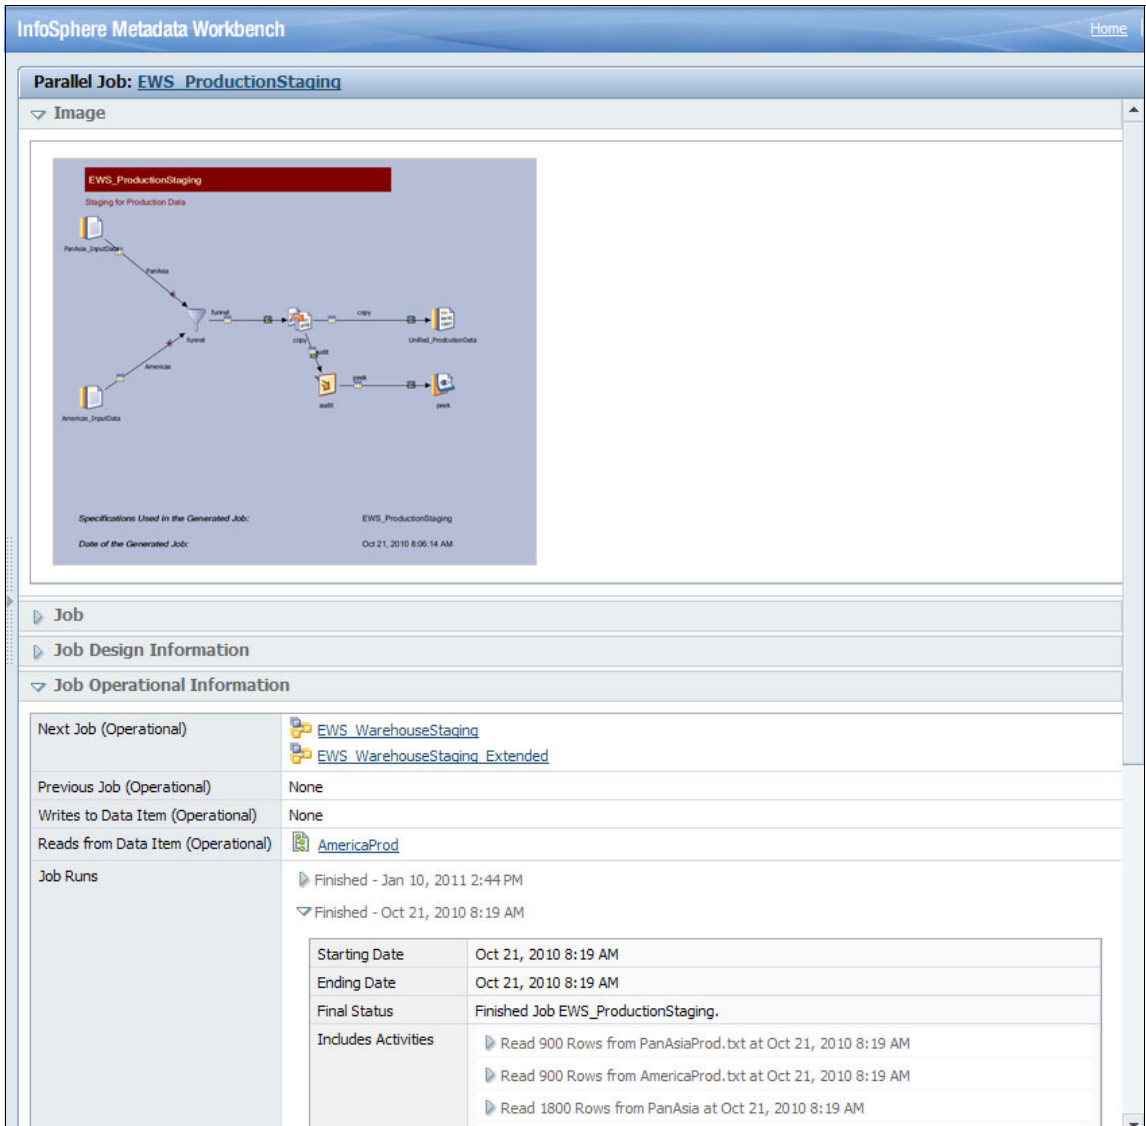 InfoSphere Metadata Workbench
Home
Parallel Job: EWS_ProductionStaging
Image
EWS_ProductionStaging
Staging for Production Data
PanAsia_InputData
PanAsia
funnel
funnel
copy
copy
Unified_ProdcutionData
audit
Americas
peek
audit
peek
Americas_InputData
Specifications Used in the Generated Job: EWS_ProductionStaging
Date of the Generated Job: Oct 21, 2010 8:06:14 AM
Job
Job Design Information
Job Operational Information
Next Job (Operational) EWS_WarehouseStaging
EWS_WarehouseStaging_Extended
Previous Job (Operational) None
Writes to Data Item (Operational) None
Reads from Data Item (Operational) AmericaProd
Job Runs Finished - Jan 10, 2011 2:44 PM
Finished - Oct 21, 2010 8:19 AM
Starting Date Oct 21, 2010 8:19 AM
Ending Date Oct 21, 2010 8:19 AM
Final Status Finished Job EWS_ProductionStaging.
Includes Activities Read 900 Rows from PanAsiaProd.txt at Oct 21, 2010 8:19 AM
Read 900 Rows from AmericaProd.txt at Oct 21, 2010 8:19 AM
Read 1800 Rows from PanAsia at Oct 21, 2010 8:19 AM